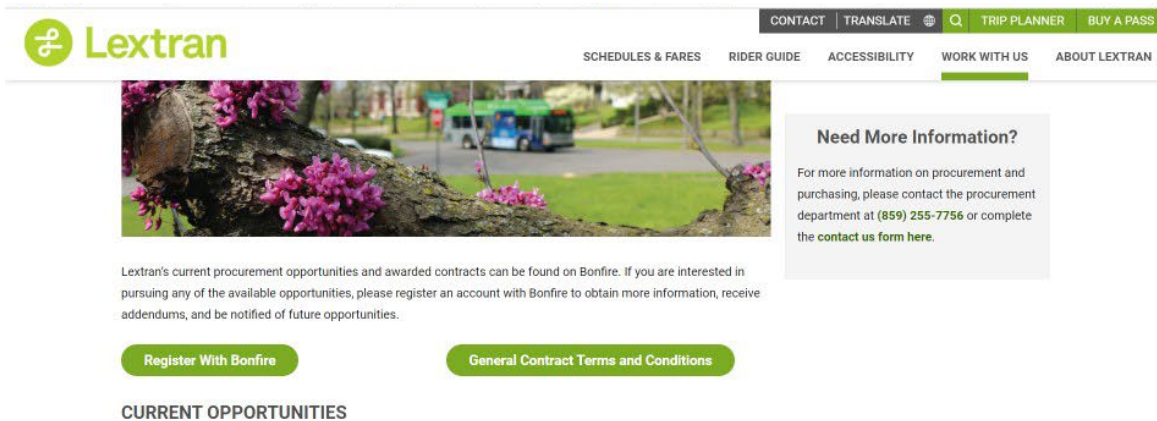 CONTACT | TRANSLATE TRIP PLANNER BUY A PASS
Lextran
SCHEDULES & FARES RIDER GUIDE ACCESSIBILITY WORK WITH US ABOUT LEXTRAN
Need More Information?
For more information on procurement and
purchasing, please contact the procurement
department at (859) 255-7756 or complete
the contact us form here.
Lextran's current procurement opportunities and awarded contracts can be found on Bonfire. If you are interested in
pursuing any of the available opportunities, please register an account with Bonfire to obtain more information, receive
addendums, and be notified of future opportunities.
Register With Bonfire General Contract Terms and Conditions
CURRENT OPPORTUNITIES